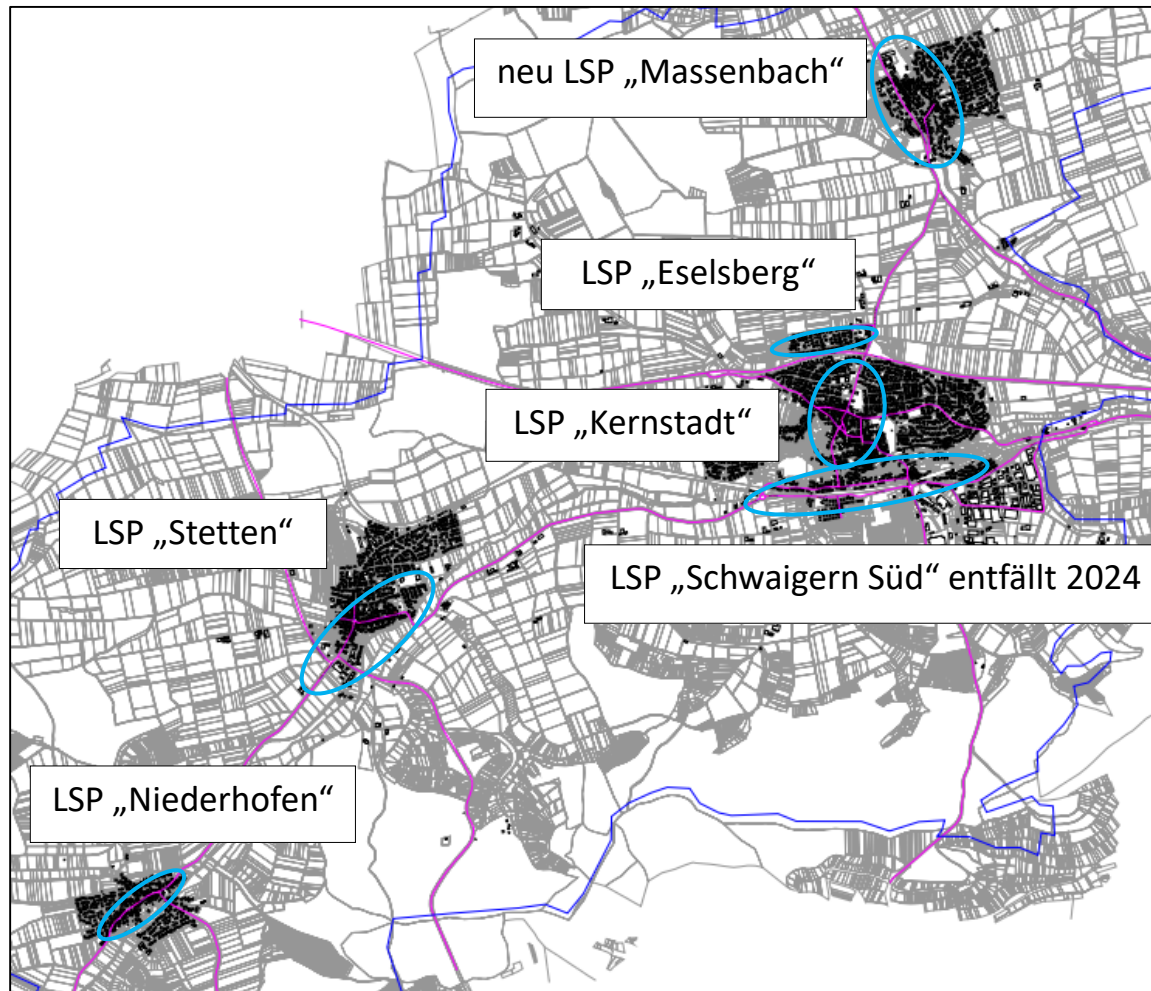 neu LSP „Massenbach“
LSP „Eselsberg“
LSP „Kernstadt“
LSP „Stetten“
LSP „Schwaigern Süd“ entfällt 2024
LSP „Niederhofen“